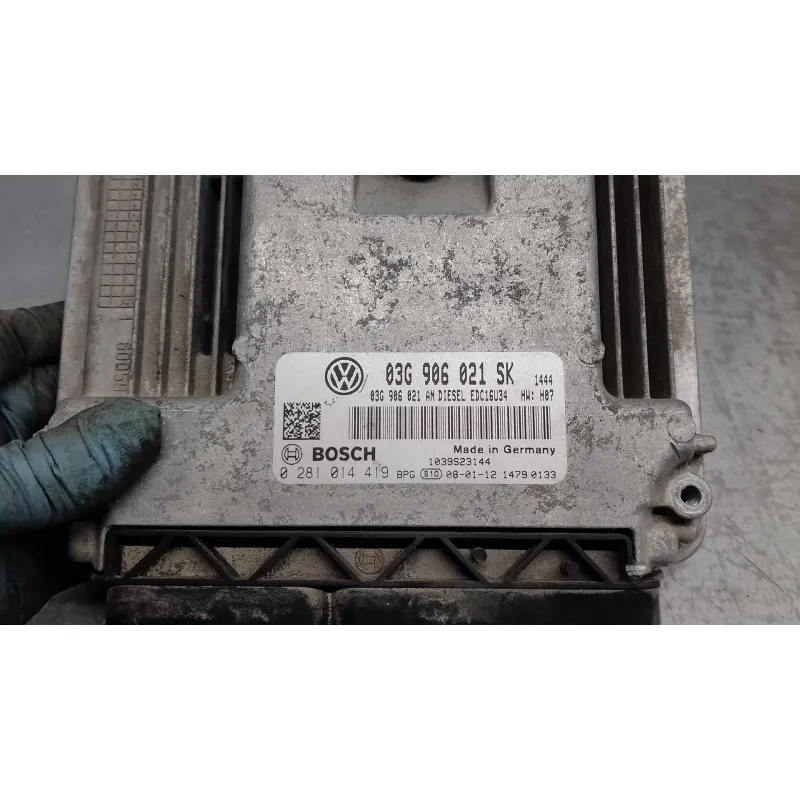 03G 906 021 SK 1444
03G 906 021 AN DIESEL EDC16U34 HW: H07
BOSCH Made in Germany
1039S23144
0 281 014 419 BPG 810 08-01-12 1479 0133